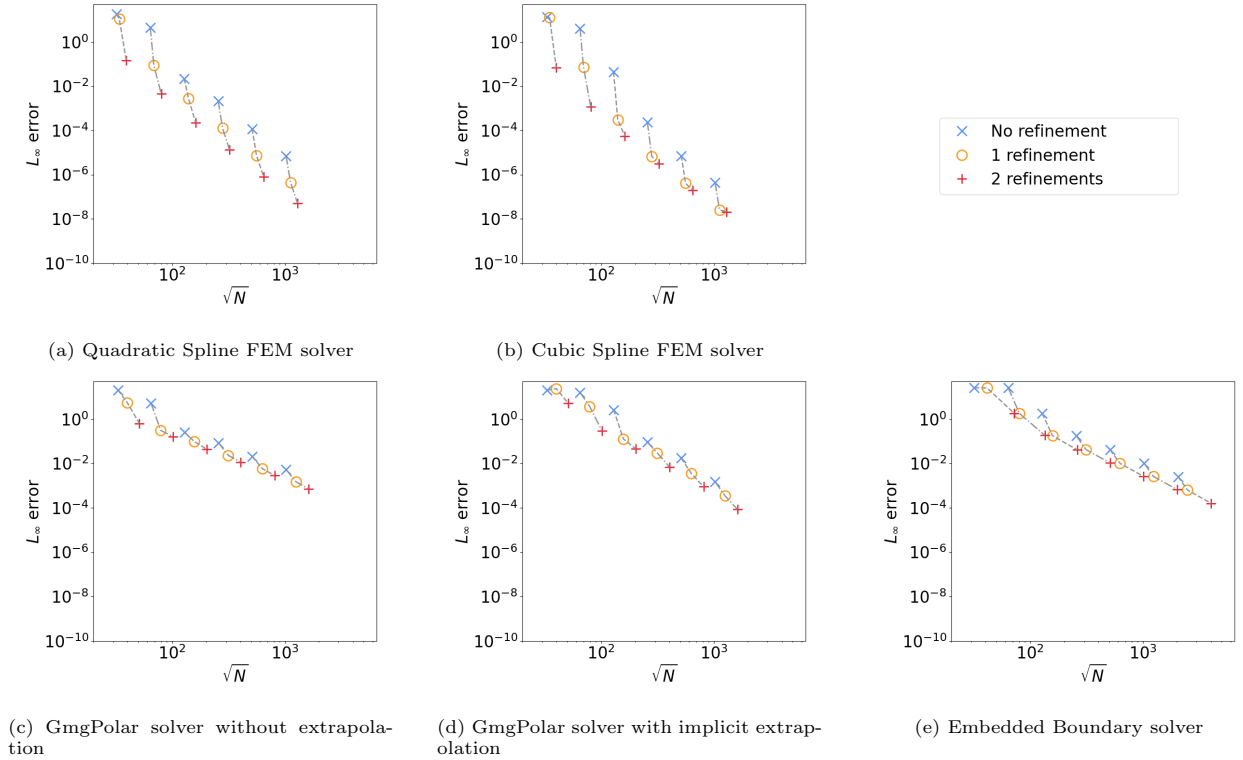 10^0
10^−2
10^−4
10^−6
10^−8
10^−10
L∞ error
10^2
10^3
√N
(a) Quadratic Spline FEM solver
10^0
10^−2
10^−4
10^−6
10^−8
10^−10
L∞ error
10^2
10^3
√N
(b) Cubic Spline FEM solver
No refinement
1 refinement
2 refinements
10^0
10^−2
10^−4
10^−6
10^−8
10^−10
L∞ error
10^2
10^3
√N
(c) GmgPolar solver without extrapola-
tion
10^0
10^−2
10^−4
10^−6
10^−8
10^−10
L∞ error
10^2
10^3
√N
(d) GmgPolar solver with implicit extrap-
olation
10^0
10^−2
10^−4
10^−6
10^−8
10^−10
L∞ error
10^2
10^3
√N
(e) Embedded Boundary solver